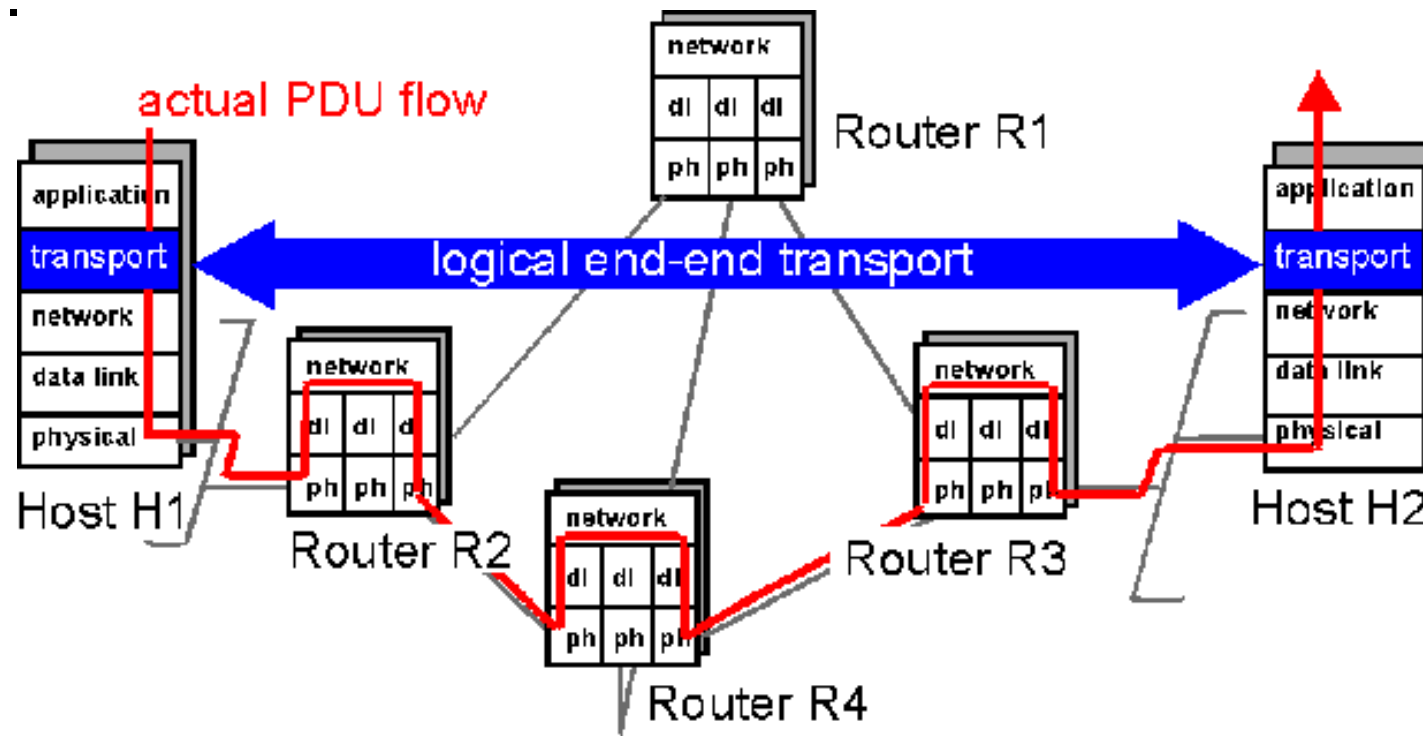 network
dl dl dl
ph ph ph
Router R1
actual PDU flow
application
transport
network
data link
physical
Host H1
logical end-end transport
application
transport
network
data link
physical
Host H2
network
dl dl dl
ph ph ph
Router R2
network
dl dl dl
ph ph ph
Router R3
network
dl dl dl
ph ph ph
Router R4